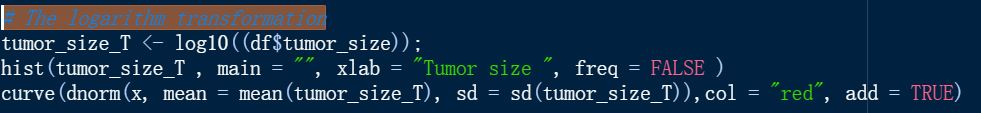 # The logarithm transformation
tumor_size_T <- log10((df$tumor_size));
hist(tumor_size_T , main = "", xlab = "Tumor size ", freq = FALSE )
curve(dnorm(x, mean = mean(tumor_size_T), sd = sd(tumor_size_T)),col = "red", add = TRUE)